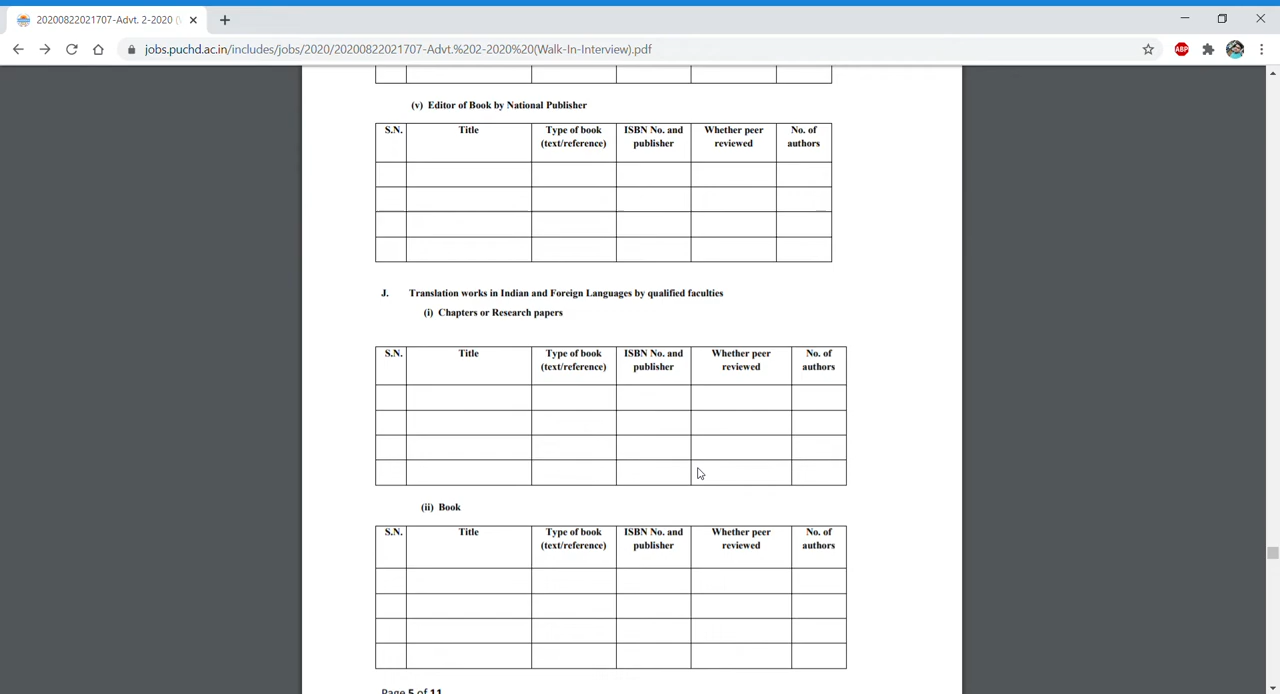 20200822021707-Advt. 2-2020 (
jobs.puchd.ac.in/includes/jobs/2020/20200822021707-Advt.%202-2020%20(Walk-In-Interview).pdf
ABP
(v) Editor of Book by National Publisher
S.N. Title Type of book (text/reference) ISBN No. and publisher Whether peer reviewed No. of authors
J. Translation works in Indian and Foreign Languages by qualified faculties
(i) Chapters or Research papers
S.N. Title Type of book (text/reference) ISBN No. and publisher Whether peer reviewed No. of authors
(ii) Book
S.N. Title Type of book (text/reference) ISBN No. and publisher Whether peer reviewed No. of authors
Page 5 of 11